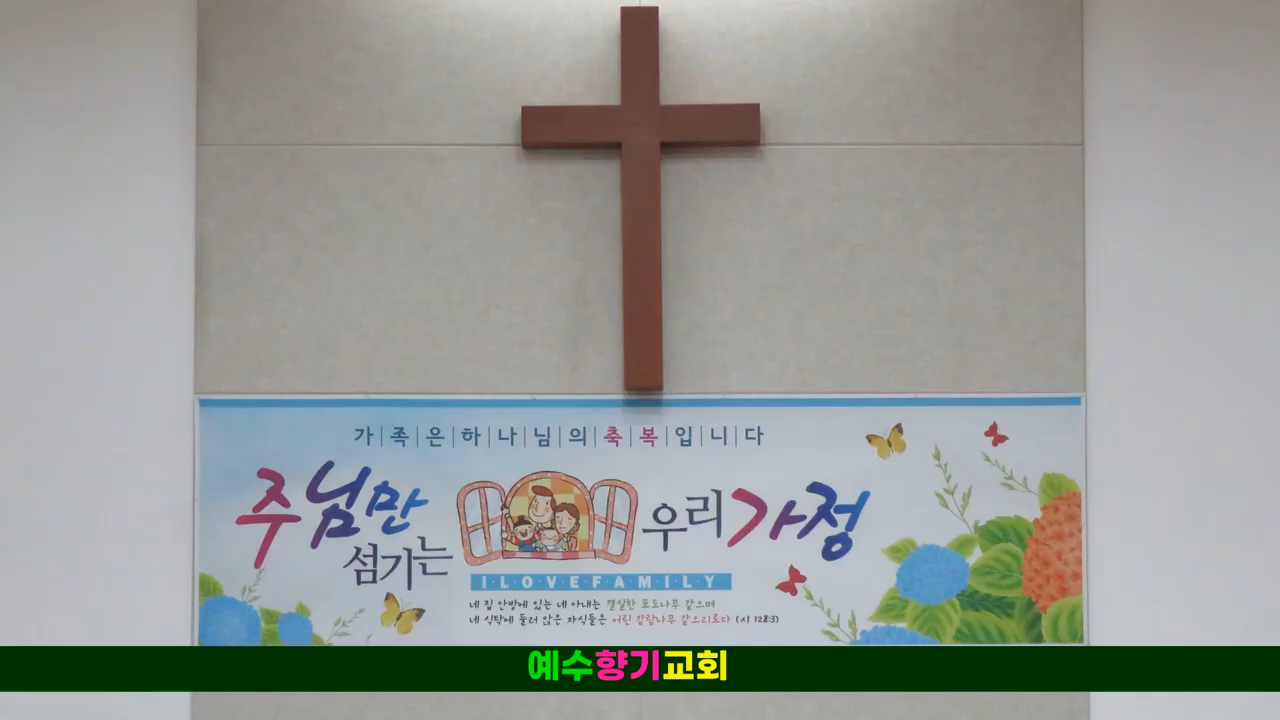 가|족|은|하|나|님|의|축|복|입|니|다
주님만
섬기는
우리가정
I·L·O·V·E·F·A·M·I·L·Y
네 집 안방에 있는 네 아내는 결실한 포도나무 같으며
네 식탁에 둘러 앉은 자식들은 어린 감람나무 같으리로다 (시 128:3)
예수향기교회